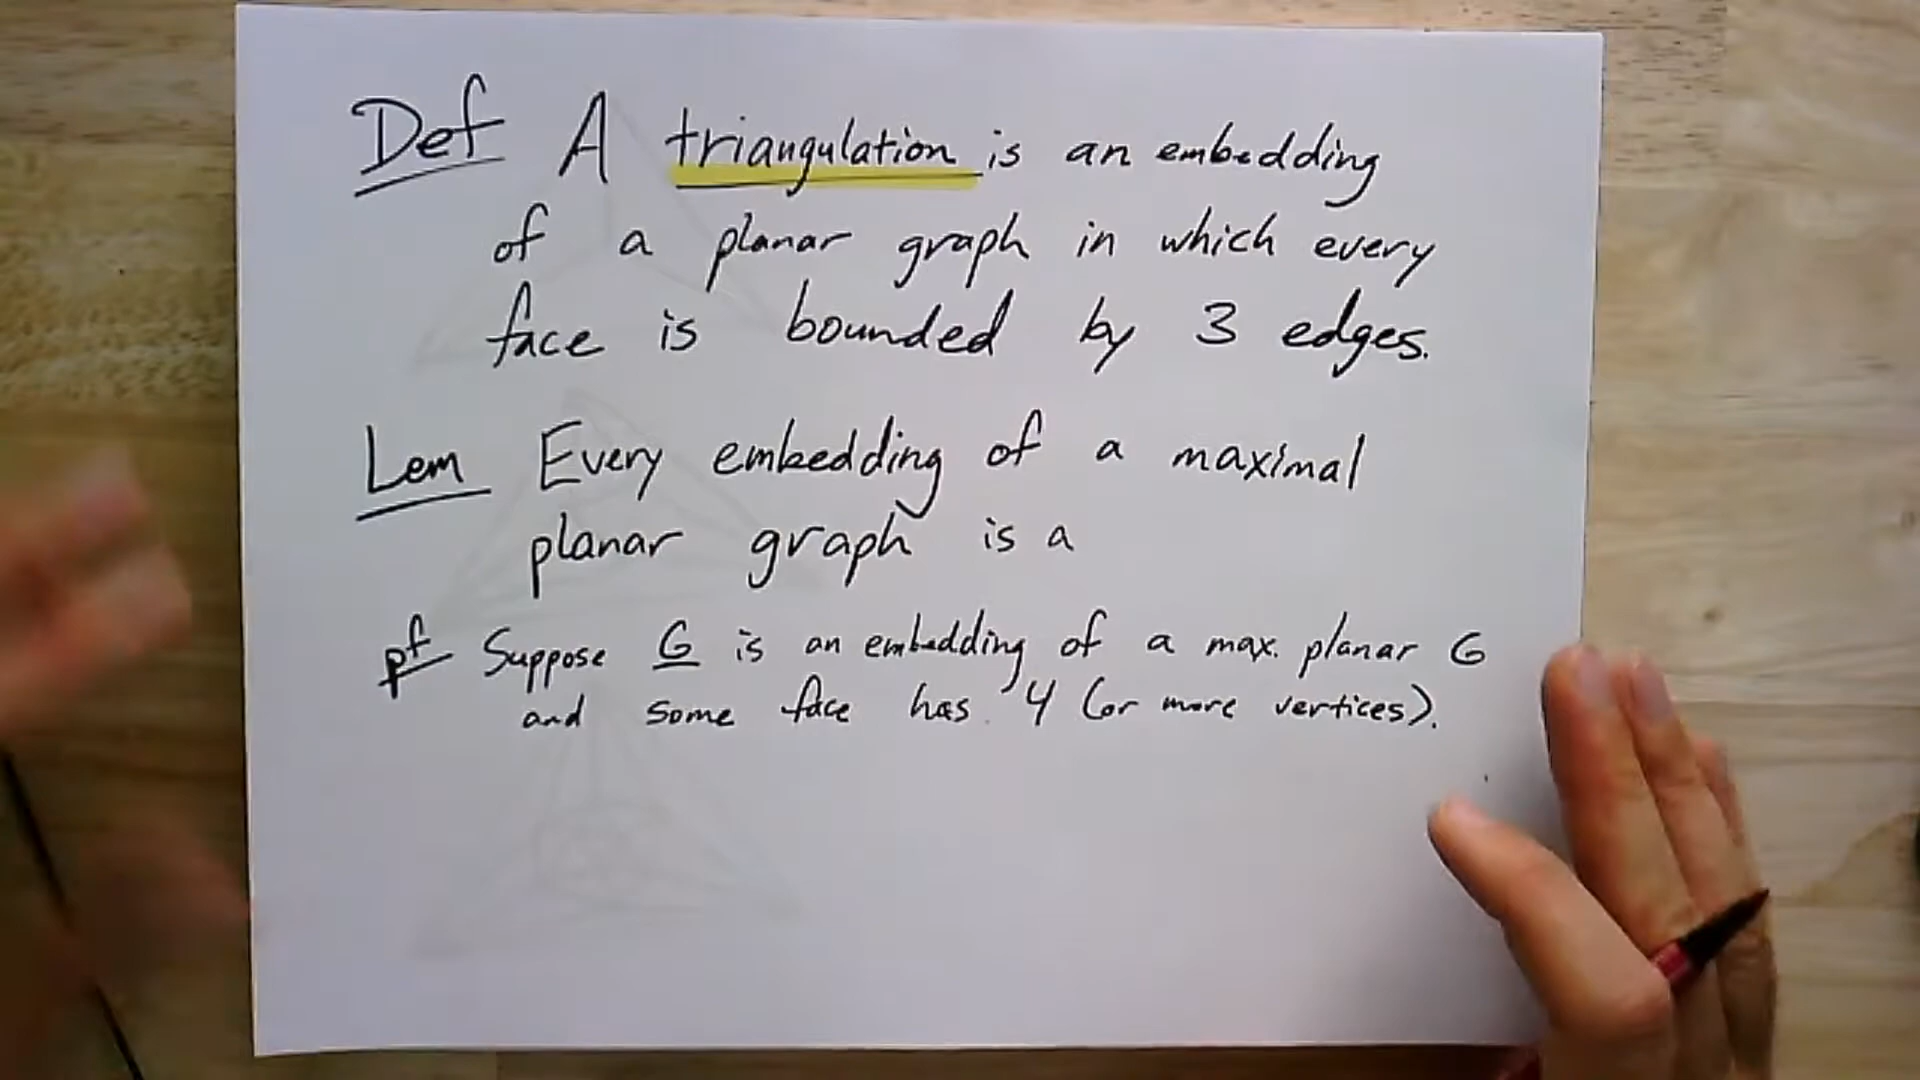 Def A triangulation is an embedding
of a planar graph in which every
face is bounded by 3 edges.
Lem Every embedding of a maximal
planar graph is a
pf Suppose G is an embedding of a max. planar G
and some face has 4 (or more vertices).